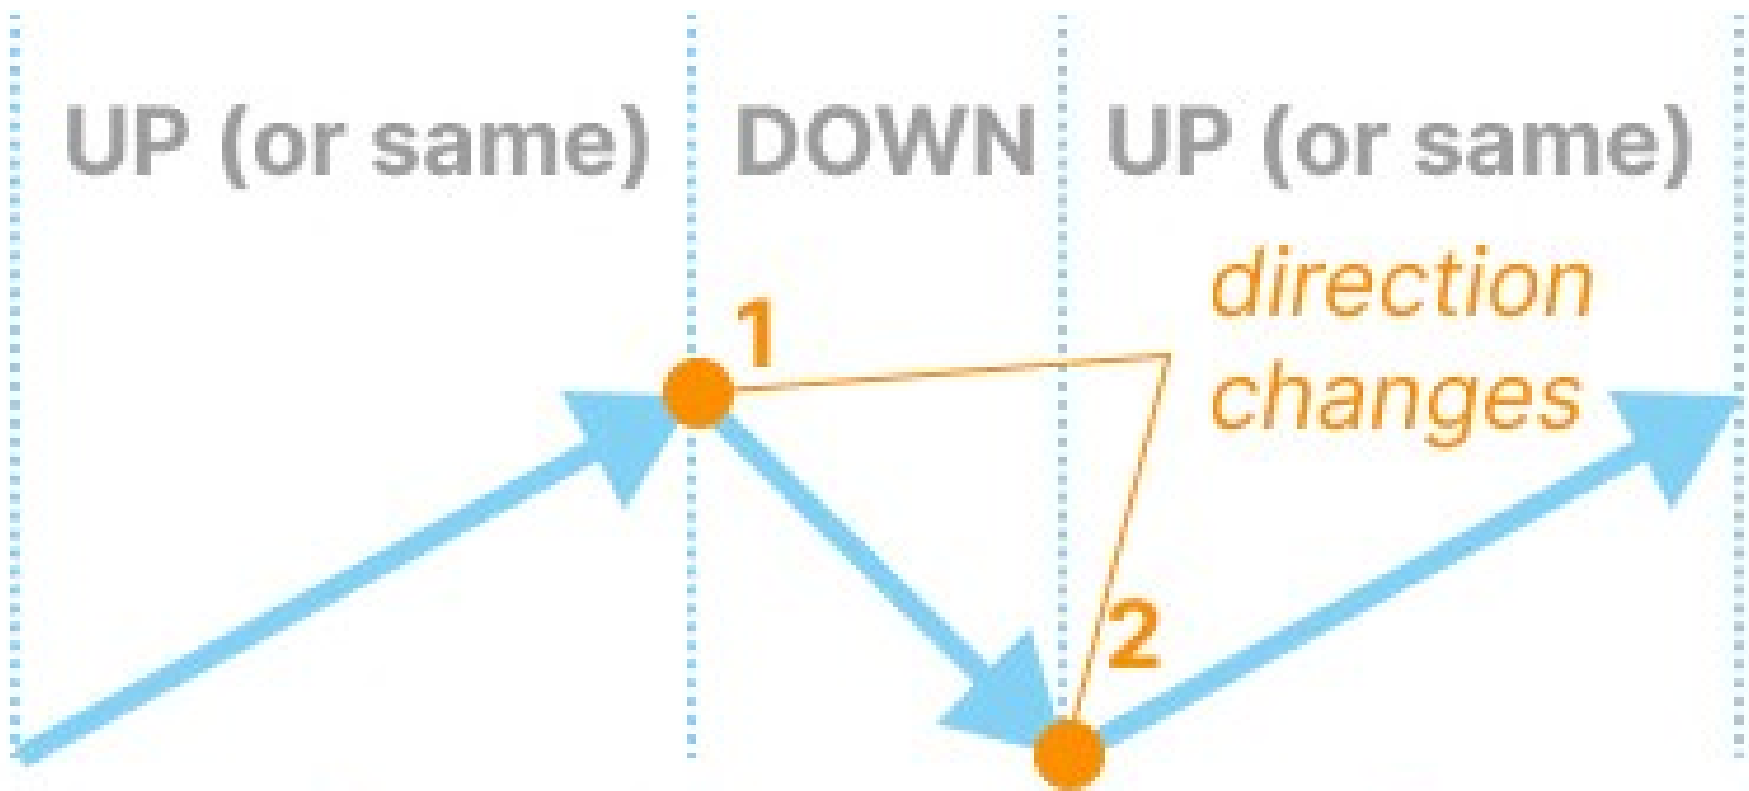 UP (or same) DOWN UP (or same)
direction
changes
1
2